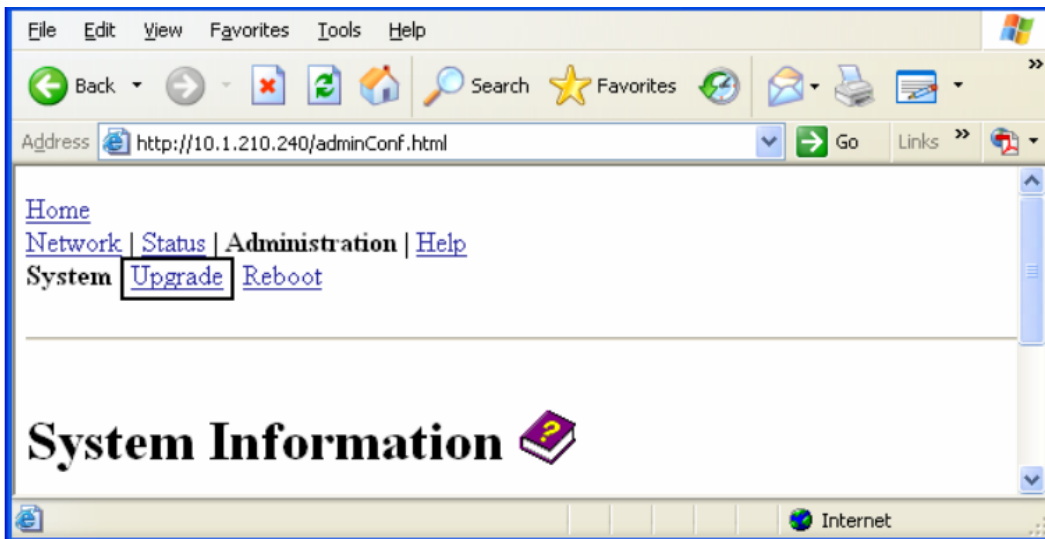 File Edit View Favorites Tools Help
Back Search Favorites »
Address http://10.1.210.240/adminConf.html Go Links »
Home
Network | Status | Administration | Help
System Upgrade Reboot
System Information ?
Internet